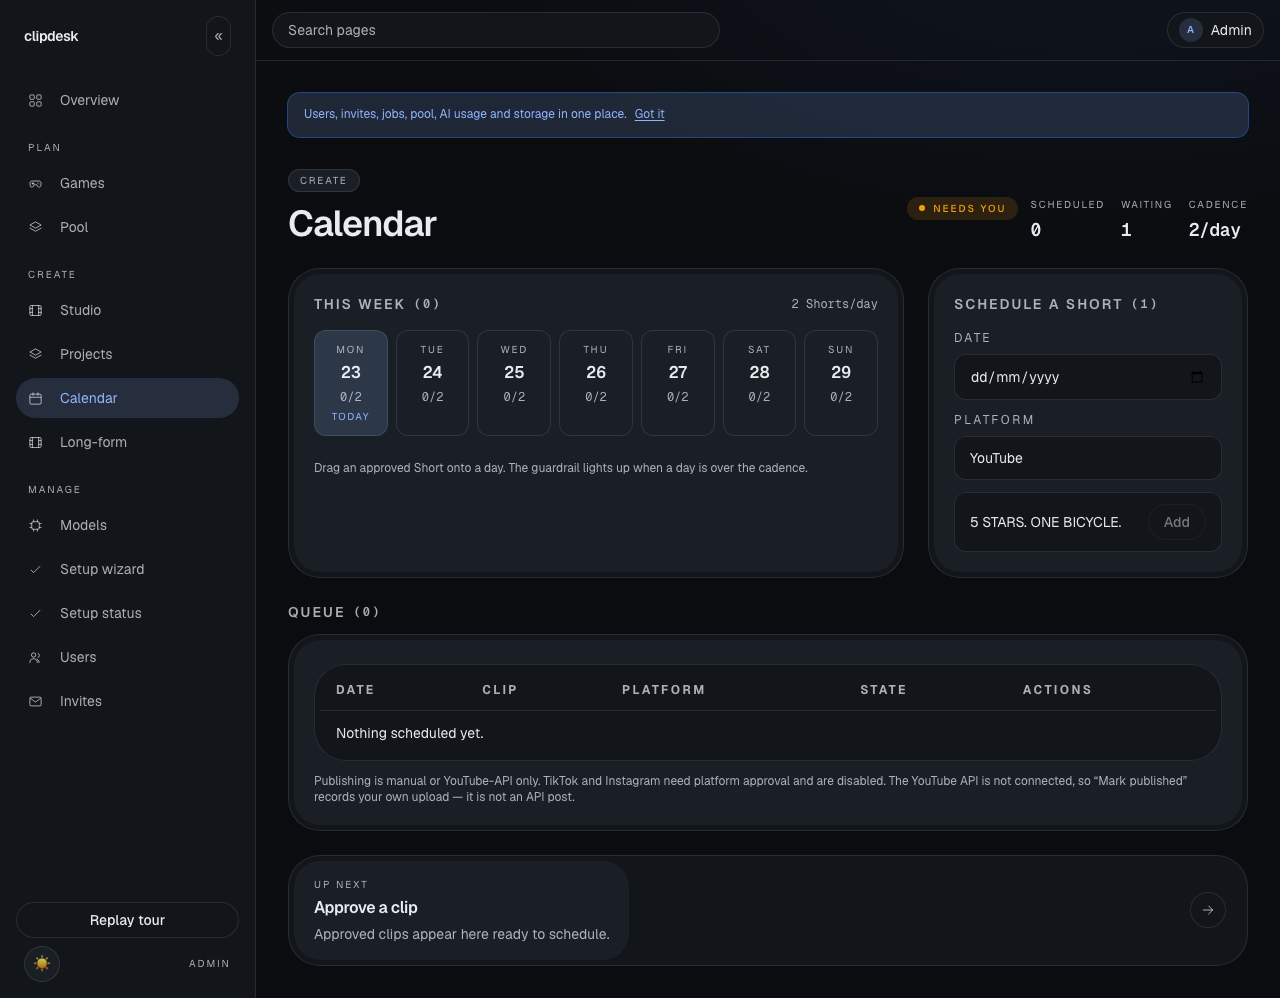 clipdesk
«
Search pages
A
Admin
Overview
PLAN
Games
Pool
CREATE
Studio
Projects
Calendar
Long-form
MANAGE
Models
Setup wizard
Setup status
Users
Invites
Replay tour
ADMIN
Users, invites, jobs, pool, AI usage and storage in one place. Got it
CREATE
Calendar
NEEDS YOU
SCHEDULED
0
WAITING
1
CADENCE
2/day
THIS WEEK (0)
2 Shorts/day
MON
23
0/2
TODAY
TUE
24
0/2
WED
25
0/2
THU
26
0/2
FRI
27
0/2
SAT
28
0/2
SUN
29
0/2
Drag an approved Short onto a day. The guardrail lights up when a day is over the cadence.
SCHEDULE A SHORT (1)
DATE
dd/mm/yyyy
PLATFORM
YouTube
5 STARS. ONE BICYCLE.
Add
QUEUE (0)
DATE CLIP PLATFORM STATE ACTIONS
Nothing scheduled yet.
Publishing is manual or YouTube-API only. TikTok and Instagram need platform approval and are disabled. The YouTube API is not connected, so “Mark published”
records your own upload — it is not an API post.
UP NEXT
Approve a clip
Approved clips appear here ready to schedule.